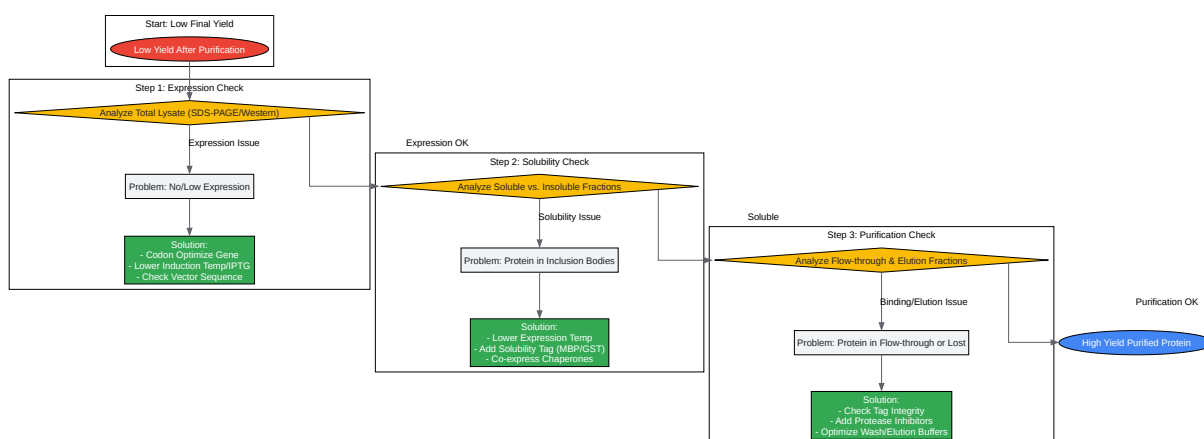 Start: Low Final Yield
Low Yield After Purification
Step 1: Expression Check
Analyze Total Lysate (SDS-PAGE/Western)
Expression Issue
Problem: No/Low Expression
Solution:
- Codon Optimize Gene
- Lower Induction Temp/IPTG
- Check Vector Sequence
Expression OK
Step 2: Solubility Check
Analyze Soluble vs. Insoluble Fractions
Solubility Issue
Problem: Protein in Inclusion Bodies
Solution:
- Lower Expression Temp
- Add Solubility Tag (MBP/GST)
- Co-express Chaperones
Soluble
Step 3: Purification Check
Analyze Flow-through & Elution Fractions
Binding/Elution Issue
Problem: Protein in Flow-through or Lost
Solution:
- Check Tag Integrity
- Add Protease Inhibitors
- Optimize Wash/Elution Buffers
Purification OK
High Yield Purified Protein